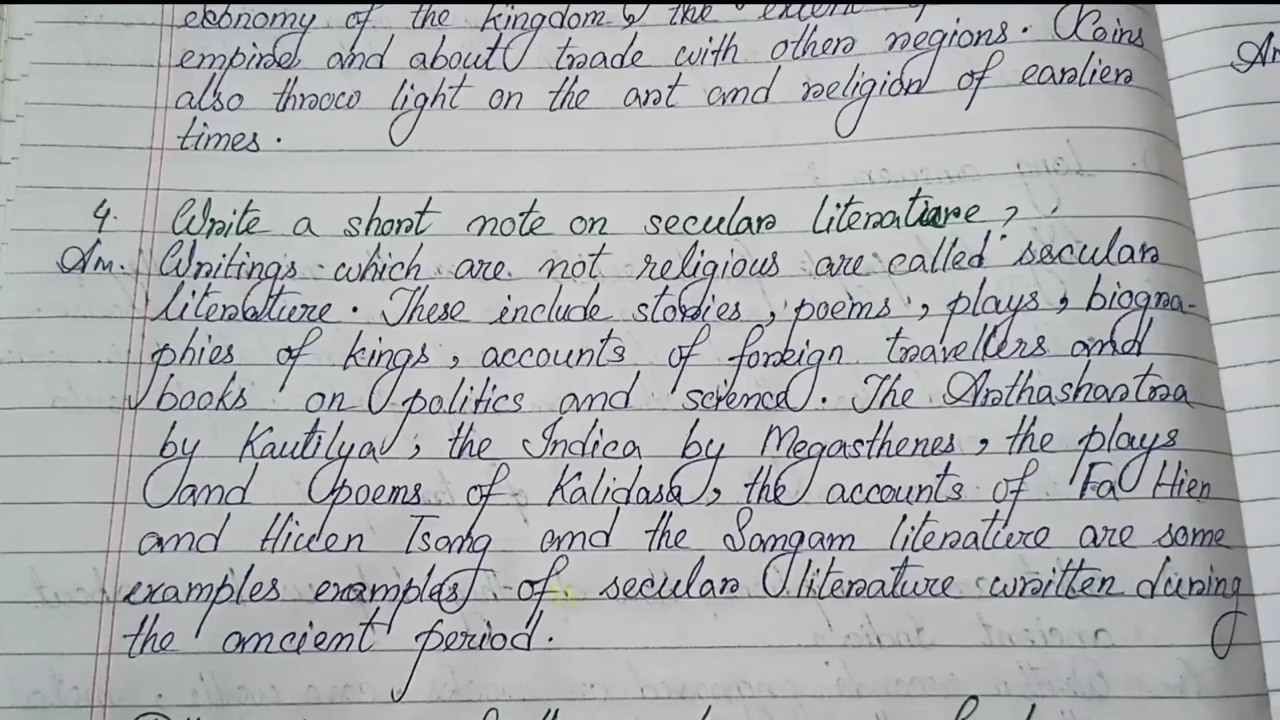 economy of the kingdom, the extent of
empire and about trade with other regions. Coins
also throw light on the art and religion of earlier
times.
4. Write a short note on secular literature?
Ans. Writings which are not religious are called secular
literature. These include stories, poems, plays, biogra-
phies of kings, accounts of foreign travellers and
books on politics and science. The Arthashastra
by Kautilya, the Indica by Megasthenes, the plays
and poems of Kalidasa, the accounts of Fa Hien
and Hiuen Tsang and the Sangam literature are some
examples examples of secular literature written during
the ancient period.